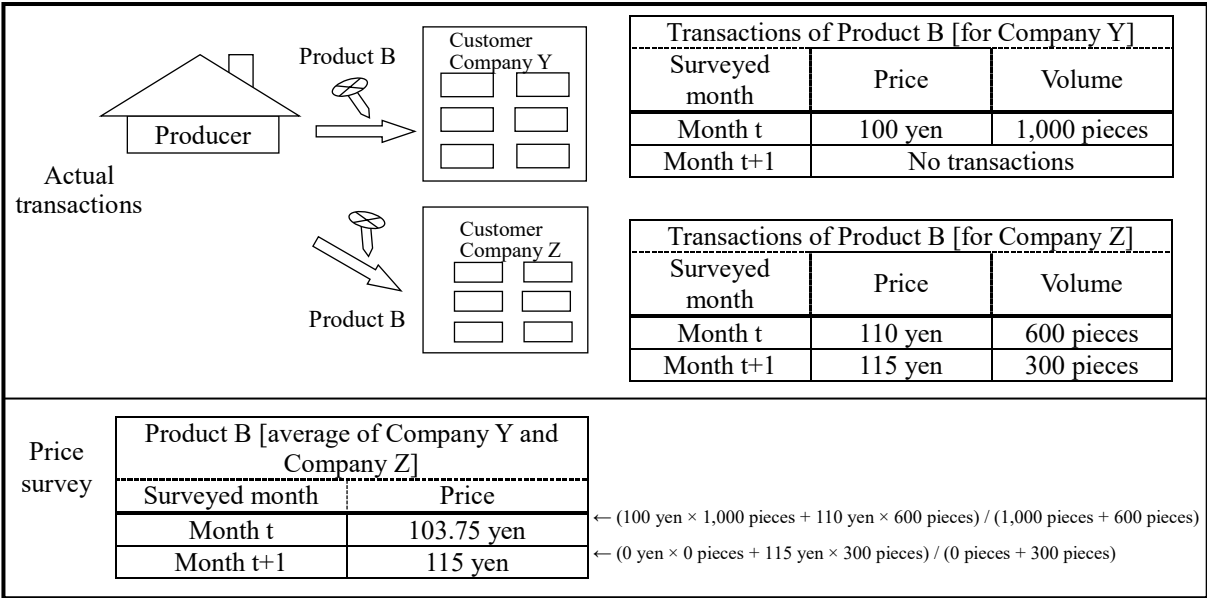 Actual
transactions
Producer
Product B
Customer
Company Y
Product B
Customer
Company Z
Transactions of Product B [for Company Y]
Surveyed month Price Volume
Month t 100 yen 1,000 pieces
Month t+1 No transactions
Transactions of Product B [for Company Z]
Surveyed month Price Volume
Month t 110 yen 600 pieces
Month t+1 115 yen 300 pieces
Price
survey
Product B [average of Company Y and
Company Z]
Surveyed month Price
Month t 103.75 yen ← (100 yen × 1,000 pieces + 110 yen × 600 pieces) / (1,000 pieces + 600 pieces)
Month t+1 115 yen ← (0 yen × 0 pieces + 115 yen × 300 pieces) / (0 pieces + 300 pieces)